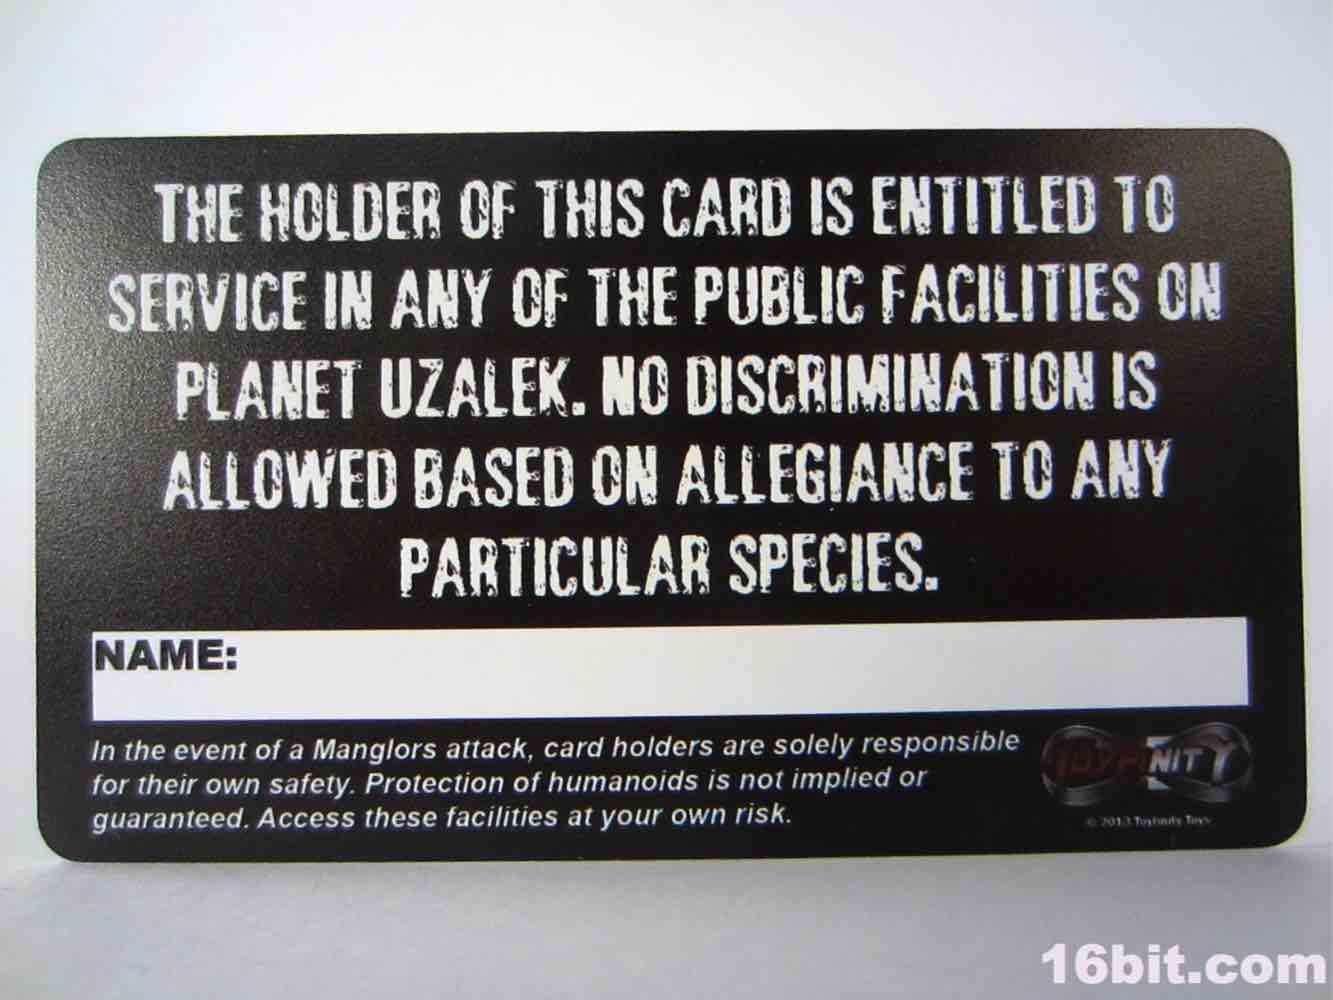 THE HOLDER OF THIS CARD IS ENTITLED TO
SERVICE IN ANY OF THE PUBLIC FACILITIES ON
PLANET UZALEK. NO DISCRIMINATION IS
ALLOWED BASED ON ALLEGIANCE TO ANY
PARTICULAR SPECIES.
NAME:
In the event of a Manglors attack, card holders are solely responsible
for their own safety. Protection of humanoids is not implied or
guaranteed. Access these facilities at your own risk.
TOYFINITY
© 2013 Toyfinity Toys
16bit.com